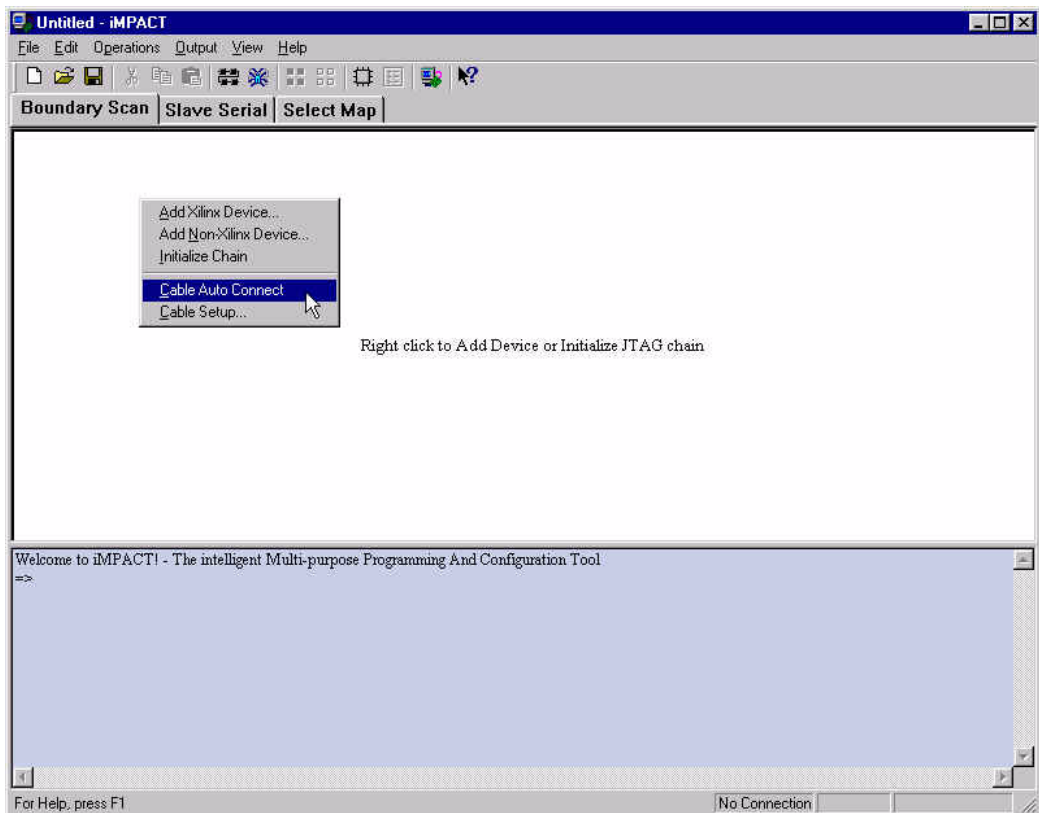 Untitled - iMPACT
File Edit Operations Output View Help
Boundary Scan Slave Serial Select Map
Add Xilinx Device...
Add Non-Xilinx Device...
Initialize Chain
Cable Auto Connect
Cable Setup...
Right click to Add Device or Initialize JTAG chain
Welcome to iMPACT! - The intelligent Multi-purpose Programming And Configuration Tool
=>
For Help, press F1 No Connection